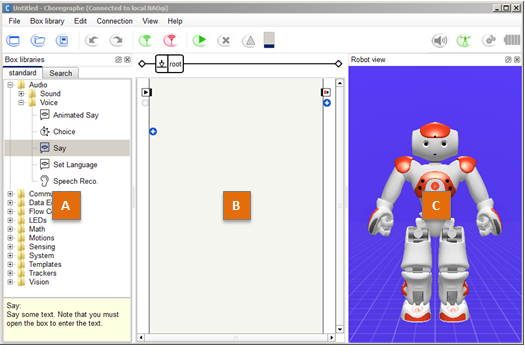 Untitled - Choregraphe [Connected to local NAOqi]
File Box library Edit Connection View Help
Box libraries
standard Search
Audio
Sound
Voice
Animated Say
Choice
Say
Set Language
Speech Reco.
Commu
Data E
Flow Co
LEDs
Math
Motions
Sensing
System
Templates
Trackers
Vision
Say:
Say some text. Note that you must
open the box to enter the text.
root
Robot view
A
B
C